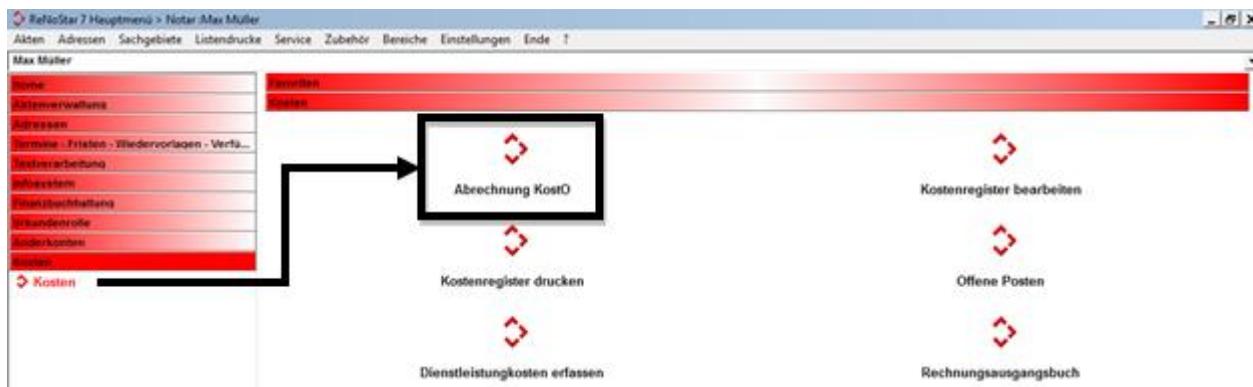 ReNoStar 7 Hauptmenü > Notar :Max Müller
Akten Adressen Sachgebiete Listendrucke Service Zubehör Bereiche Einstellungen Ende ?
Max Müller
Home
Aktenverwaltung
Adressen
Termine - Fristen - Wiedervorlagen - Verfü...
Textverarbeitung
Infosystem
Finanzbuchhaltung
Urkundenrolle
Anderkonten
Kosten
Kosten
Favoriten
Kosten
Abrechnung KostO
Kostenregister bearbeiten
Kostenregister drucken
Offene Posten
Dienstleistungkosten erfassen
Rechnungsausgangsbuch